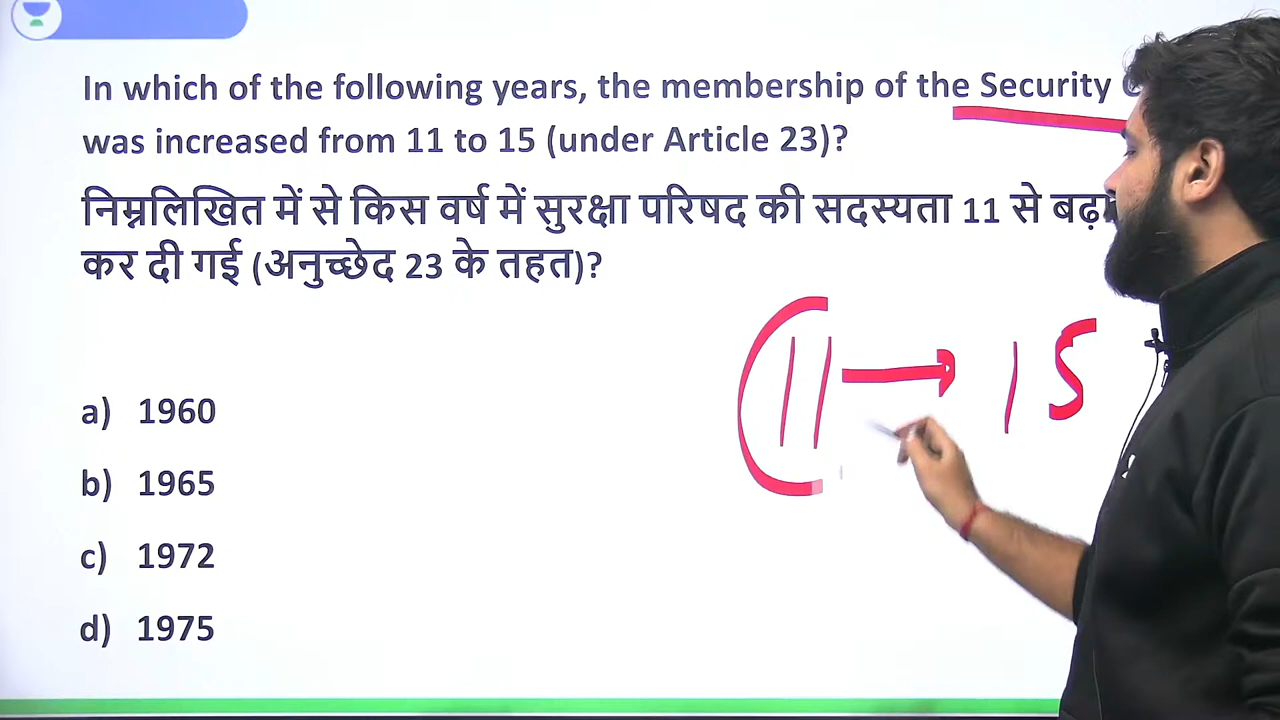 In which of the following years, the membership of the Security
was increased from 11 to 15 (under Article 23)?
निम्नलिखित में से किस वर्ष में सुरक्षा परिषद की सदस्यता 11 से
कर दी गई (अनुच्छेद 23 के तहत)?
11 → 15
a) 1960
b) 1965
c) 1972
d) 1975